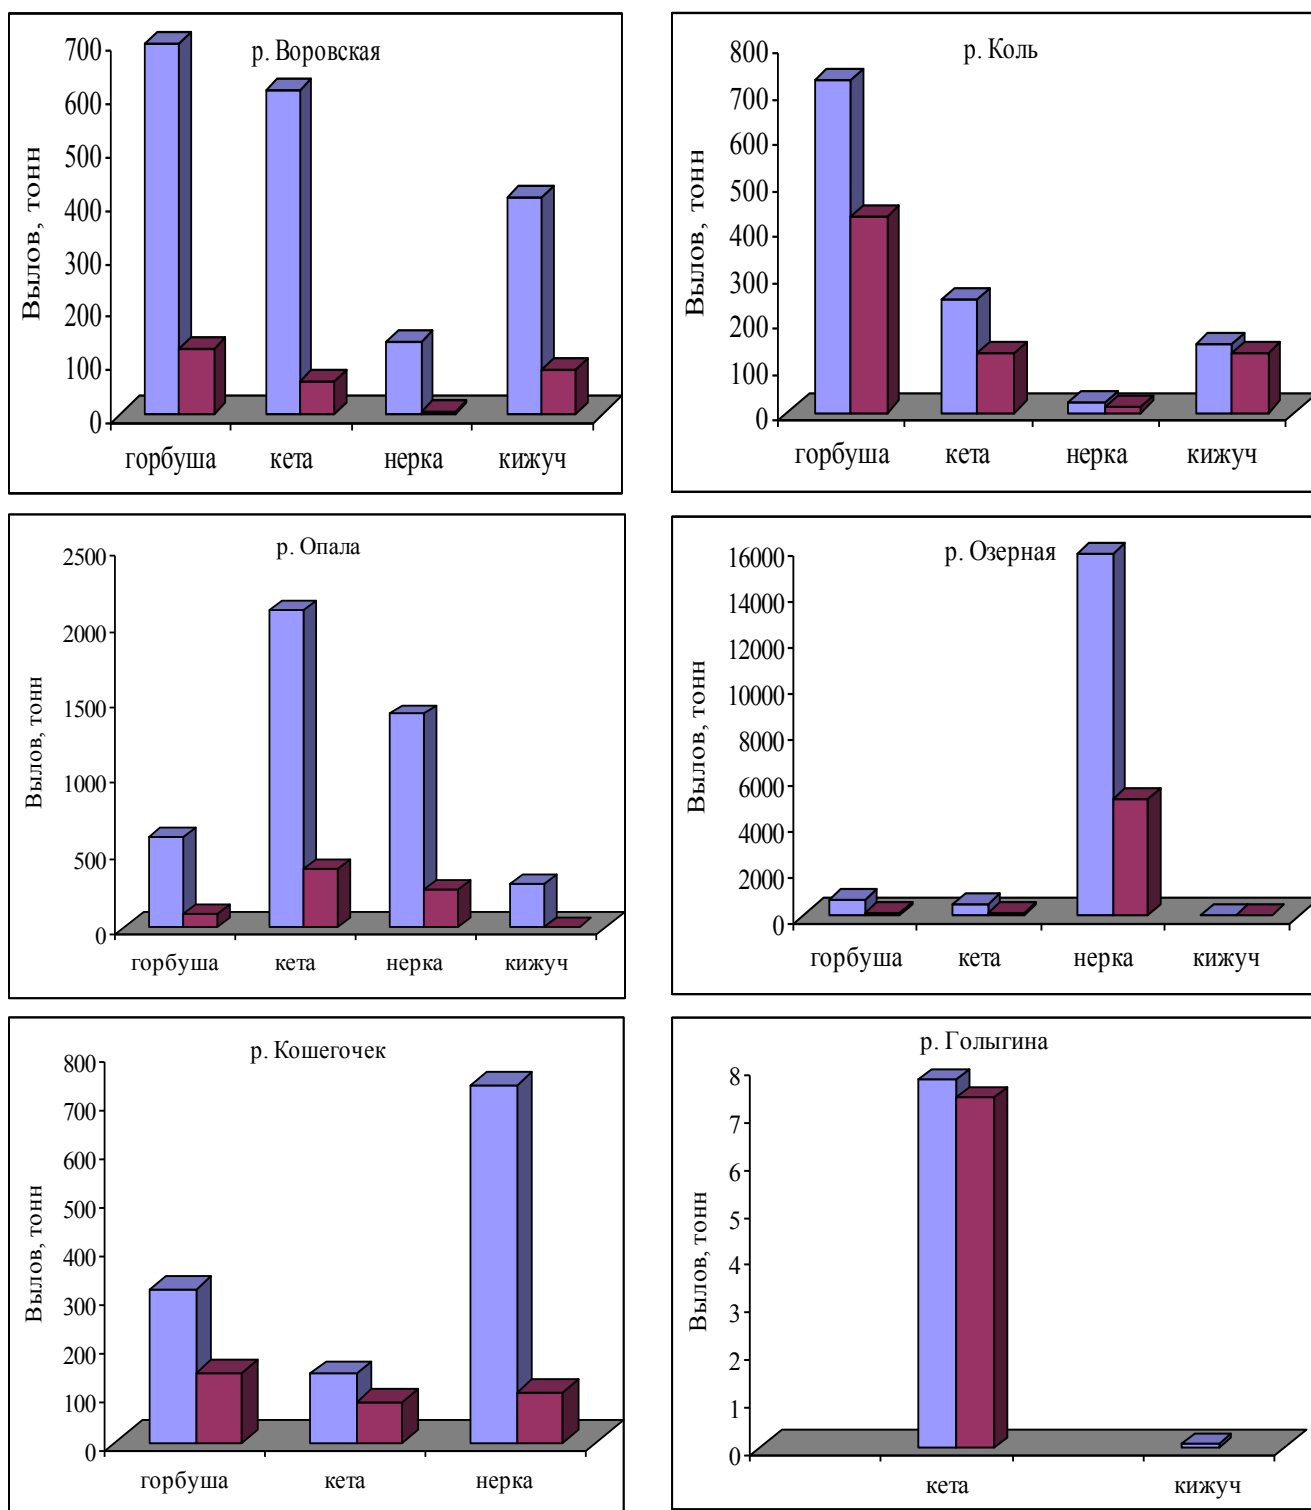 р. Воровская
Вылов, тонн
700
600
500
400
300
200
100
0
горбуша кета нерка кижуч
р. Коль
Вылов, тонн
800
700
600
500
400
300
200
100
0
горбуша кета нерка кижуч
р. Опала
Вылов, тонн
2500
2000
1500
1000
500
0
горбуша кета нерка кижуч
р. Озерная
Вылов, тонн
16000
14000
12000
10000
8000
6000
4000
2000
0
горбуша кета нерка кижуч
р. Кошегочек
Вылов, тонн
800
700
600
500
400
300
200
100
0
горбуша кета нерка
р. Голыгина
Вылов, тонн
8
7
6
5
4
3
2
1
0
кета кижуч